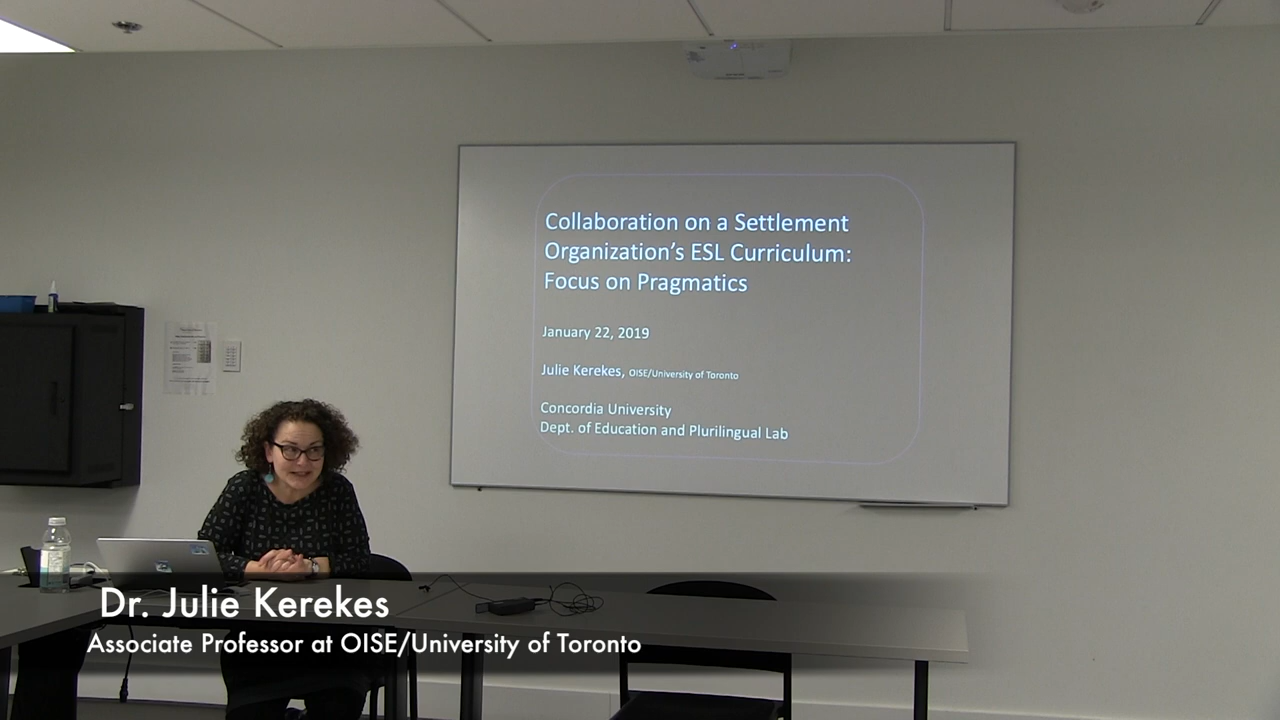 Collaboration on a Settlement
Organization's ESL Curriculum:
Focus on Pragmatics
January 22, 2019
Julie Kerekes, OISE/University of Toronto
Concordia University
Dept. of Education and Plurilingual Lab
Dr. Julie Kerekes
Associate Professor at OISE/University of Toronto